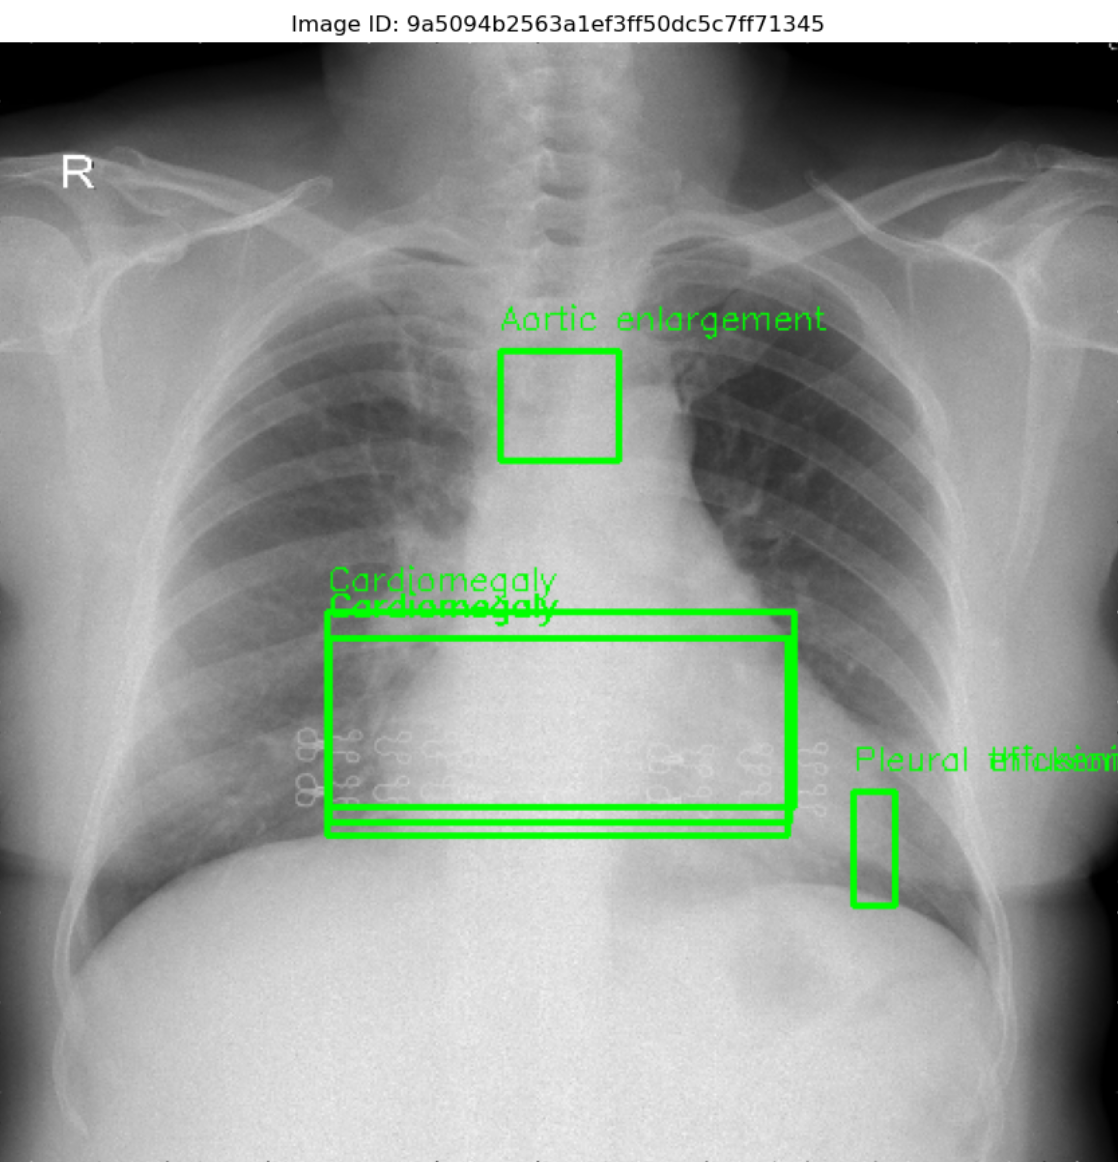 Image ID: 9a5094b2563a1ef3ff50dc5c7ff71345
R
Aortic enlargement
Cardiomegaly
Cardiomegaly
Pleural